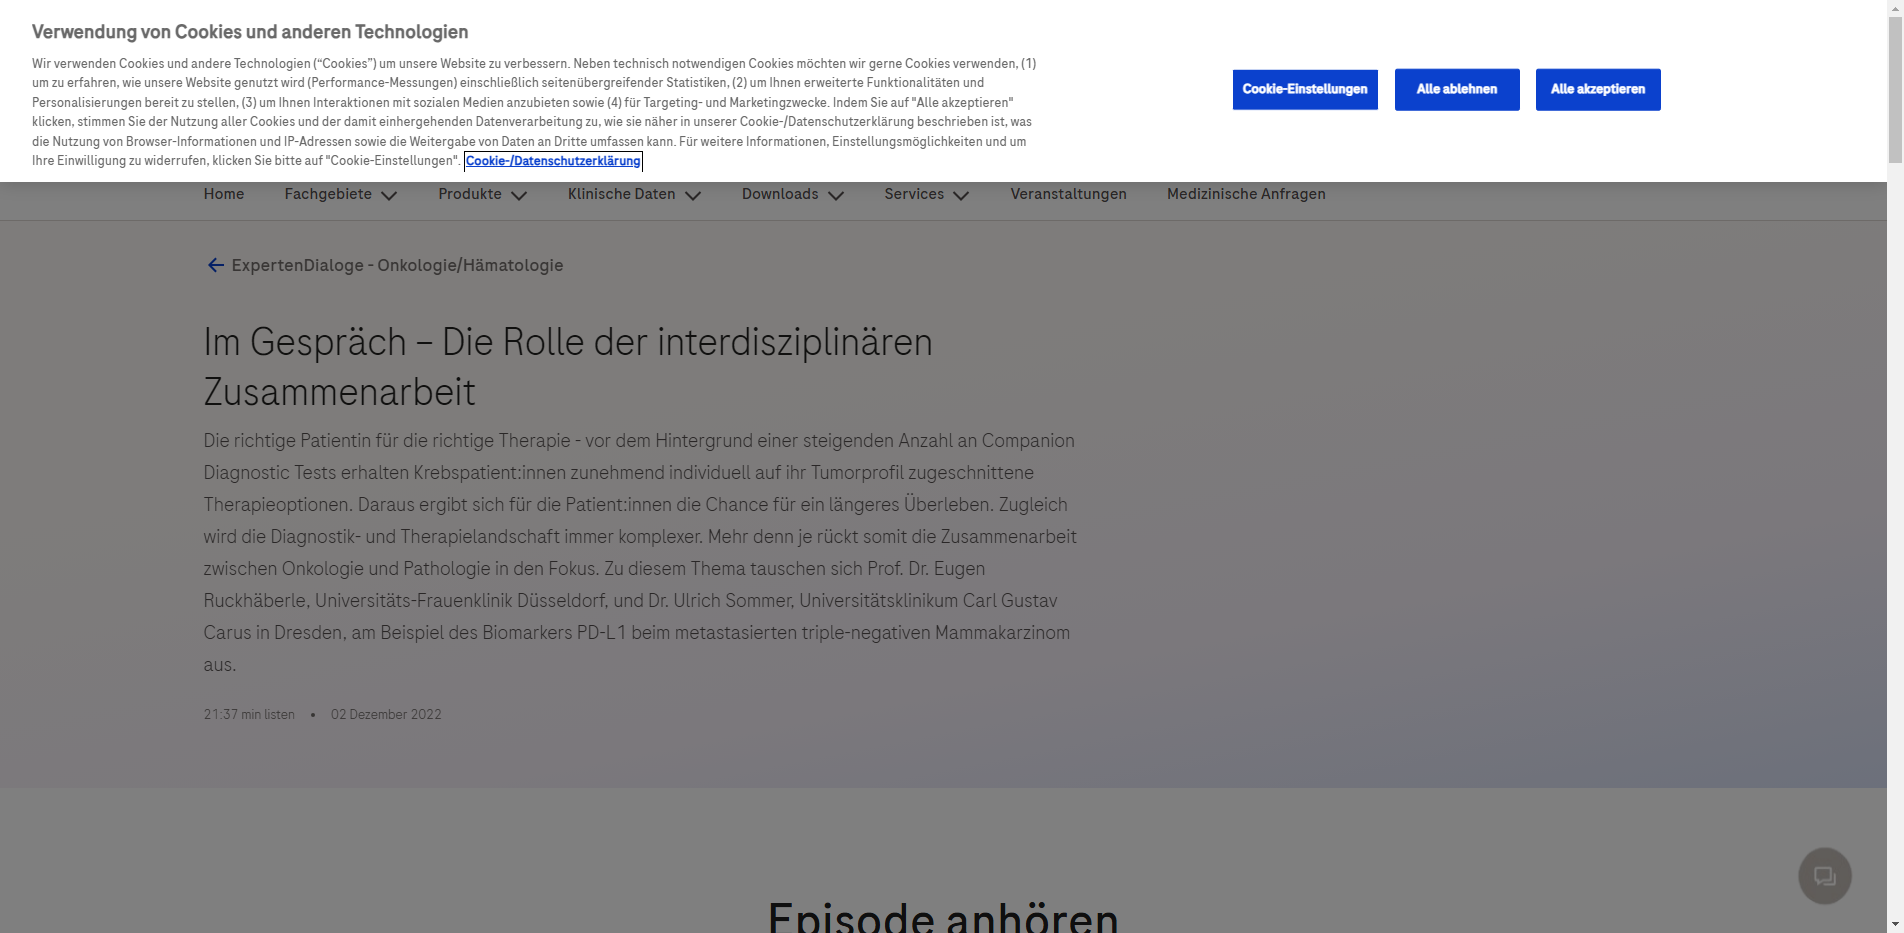 Verwendung von Cookies und anderen Technologien
Wir verwenden Cookies und andere Technologien (“Cookies”) um unsere Website zu verbessern. Neben technisch notwendigen Cookies möchten wir gerne Cookies verwenden, (1)
um zu erfahren, wie unsere Website genutzt wird (Performance-Messungen) einschließlich seitenübergreifender Statistiken, (2) um Ihnen erweiterte Funktionalitäten und
Personalisierungen bereit zu stellen, (3) um Ihnen Interaktionen mit sozialen Medien anzubieten sowie (4) für Targeting- und Marketingzwecke. Indem Sie auf "Alle akzeptieren"
klicken, stimmen Sie der Nutzung aller Cookies und der damit einhergehenden Datenverarbeitung zu, wie sie näher in unserer Cookie-/Datenschutzerklärung beschrieben ist, was
die Nutzung von Browser-Informationen und IP-Adressen sowie die Weitergabe von Daten an Dritte umfassen kann. Für weitere Informationen, Einstellungsmöglichkeiten und um
Ihre Einwilligung zu widerrufen, klicken Sie bitte auf "Cookie-Einstellungen". Cookie-/Datenschutzerklärung
Cookie-Einstellungen Alle ablehnen Alle akzeptieren
Home Fachgebiete Produkte Klinische Daten Downloads Services Veranstaltungen Medizinische Anfragen
ExpertenDialoge - Onkologie/Hämatologie
Im Gespräch – Die Rolle der interdisziplinären
Zusammenarbeit
Die richtige Patientin für die richtige Therapie - vor dem Hintergrund einer steigenden Anzahl an Companion
Diagnostic Tests erhalten Krebspatient:innen zunehmend individuell auf ihr Tumorprofil zugeschnittene
Therapieoptionen. Daraus ergibt sich für die Patient:innen die Chance für ein längeres Überleben. Zugleich
wird die Diagnostik- und Therapielandschaft immer komplexer. Mehr denn je rückt somit die Zusammenarbeit
zwischen Onkologie und Pathologie in den Fokus. Zu diesem Thema tauschen sich Prof. Dr. Eugen
Ruckhäberle, Universitäts-Frauenklinik Düsseldorf, und Dr. Ulrich Sommer, Universitätsklinikum Carl Gustav
Carus in Dresden, am Beispiel des Biomarkers PD-L1 beim metastasierten triple-negativen Mammakarzinom
aus.
21:37 min listen • 02 Dezember 2022
Episode anhören